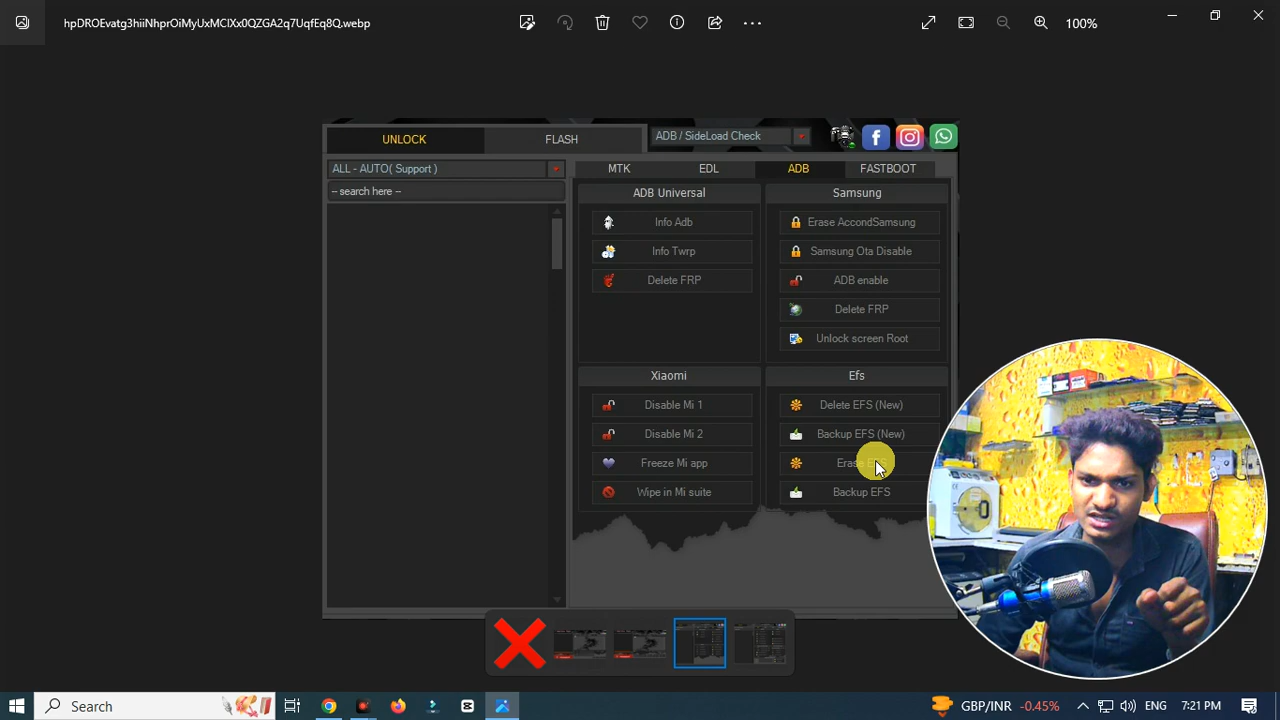 hpDROEvatg3hiiNhprOiMyUxMClXx0QZGA2q7UqfEq8Q.webp
100%
UNLOCK
FLASH
ADB / SideLoad Check
ALL - AUTO( Support )
-- search here --
MTK
EDL
ADB
FASTBOOT
ADB Universal
Info Adb
Info Twrp
Delete FRP
Samsung
Erase AccondSamsung
Samsung Ota Disable
ADB enable
Delete FRP
Unlock screen Root
Xiaomi
Disable Mi 1
Disable Mi 2
Freeze Mi app
Wipe in Mi suite
Efs
Delete EFS (New)
Backup EFS (New)
Erase EFS
Backup EFS
Search
GBP/INR -0.45%
ENG
7:21 PM